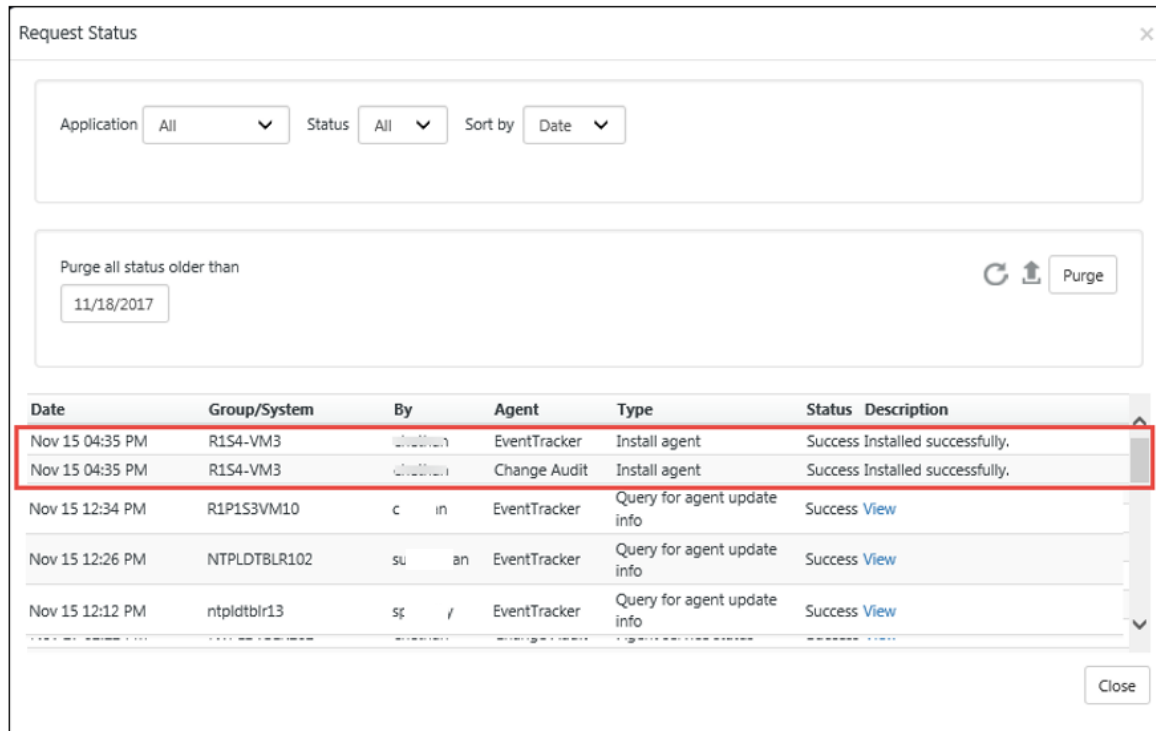 Request Status
Application All Status All Sort by Date
Purge all status older than
11/18/2017 Purge
Date Group/System By Agent Type Status Description
Nov 15 04:35 PM R1S4-VM3 EventTracker Install agent Success Installed successfully.
Nov 15 04:35 PM R1S4-VM3 Change Audit Install agent Success Installed successfully.
Nov 15 12:34 PM R1P1S3VM10 c n EventTracker Query for agent update info Success View
Nov 15 12:26 PM NTPLDTBLR102 su an EventTracker Query for agent update info Success View
Nov 15 12:12 PM ntpldtblr13 sp y EventTracker Query for agent update info Success View
Close